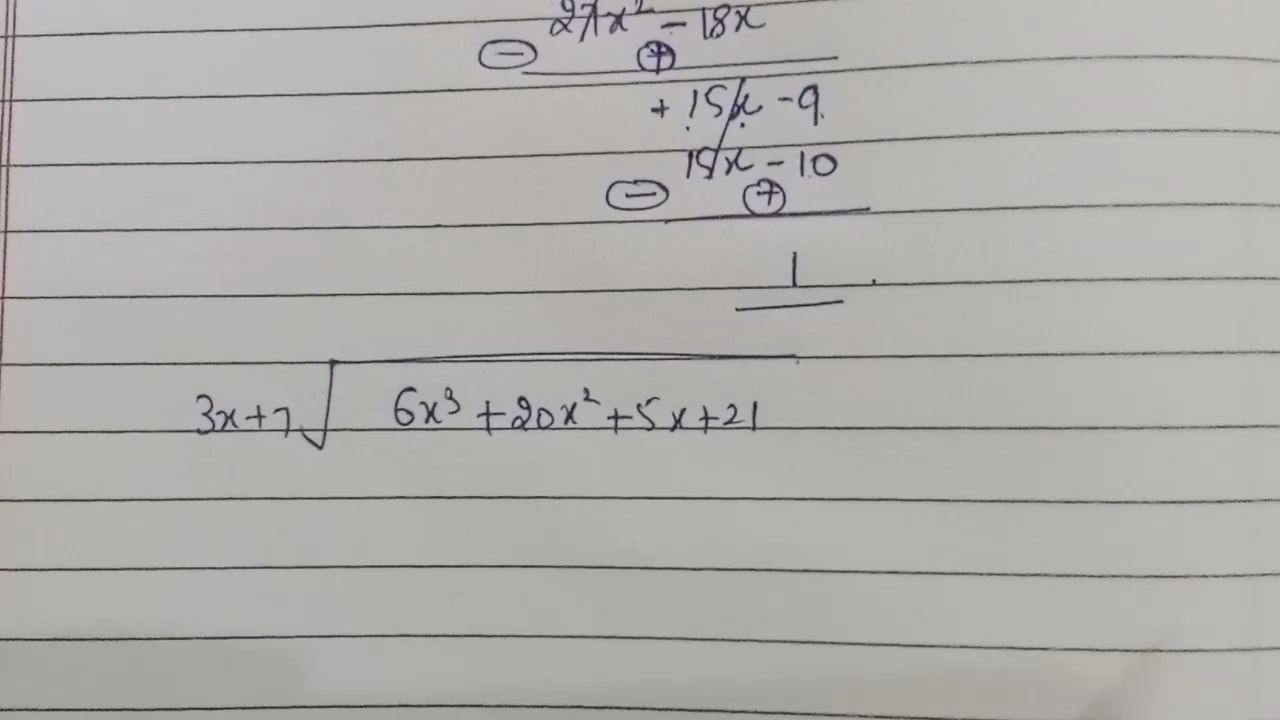 27x² - 18x
⊖ ⊕
+ 15x - 9
15x - 10
⊖ ⊕
1
3x+7 √ 6x³ +20x² +5x+21